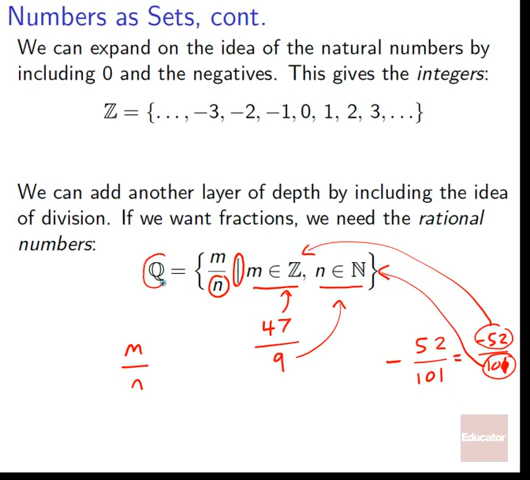 Numbers as Sets, cont.
We can expand on the idea of the natural numbers by
including 0 and the negatives. This gives the integers:
ℤ = {. . . , −3, −2, −1, 0, 1, 2, 3, . . .}
We can add another layer of depth by including the idea
of division. If we want fractions, we need the rational
numbers:
ℚ = {m/n | m ∈ ℤ, n ∈ ℕ}
47/9
m/n
− 52/101 = −52/101
Educator